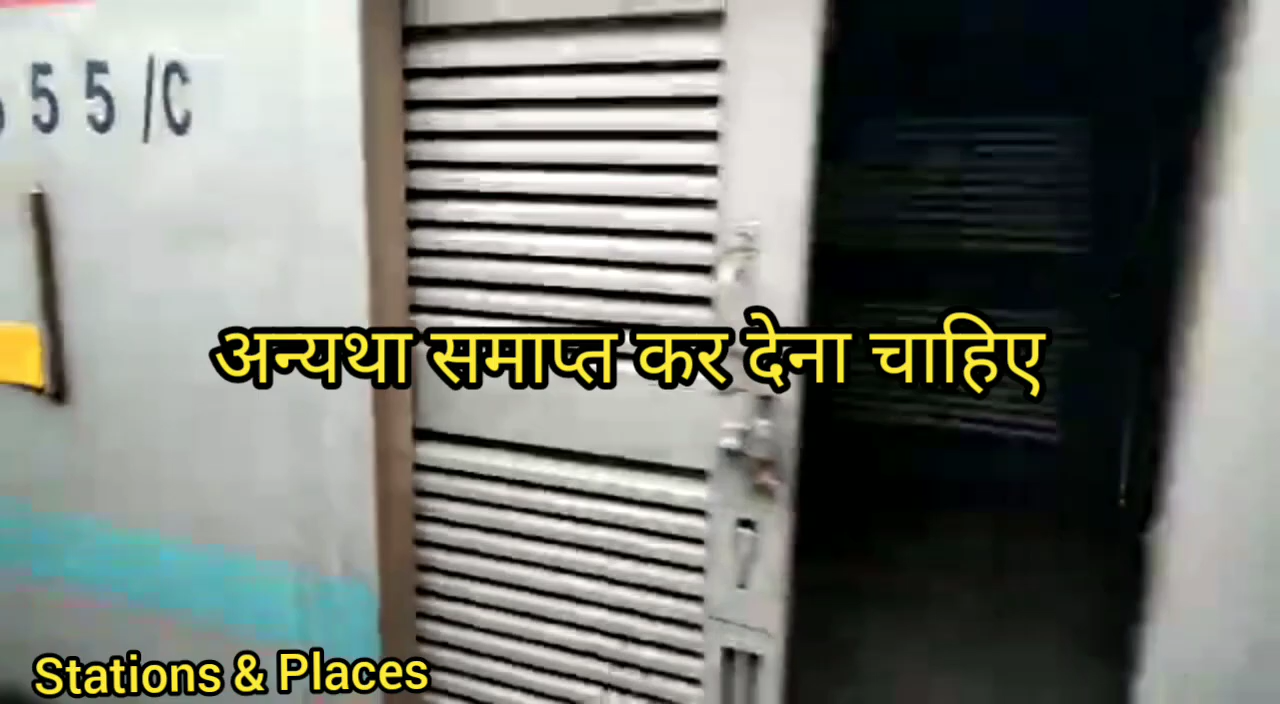 55/C
अन्यथा समाप्त कर देना चाहिए
Stations & Places